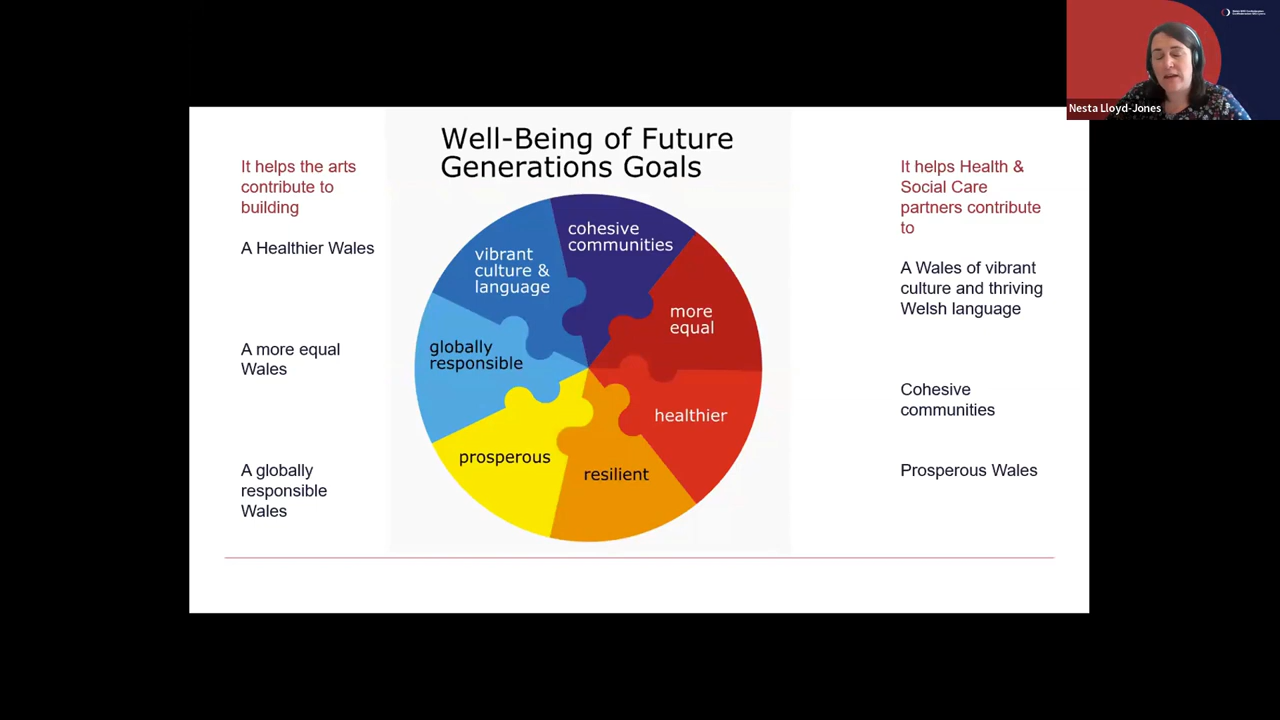 Nesta Lloyd-Jones
Well-Being of Future
Generations Goals
It helps the arts
contribute to
building
A Healthier Wales
A more equal
Wales
A globally
responsible
Wales
cohesive
communities
vibrant
culture &
language
more
equal
globally
responsible
healthier
prosperous
resilient
It helps Health &
Social Care
partners contribute
to
A Wales of vibrant
culture and thriving
Welsh language
Cohesive
communities
Prosperous Wales